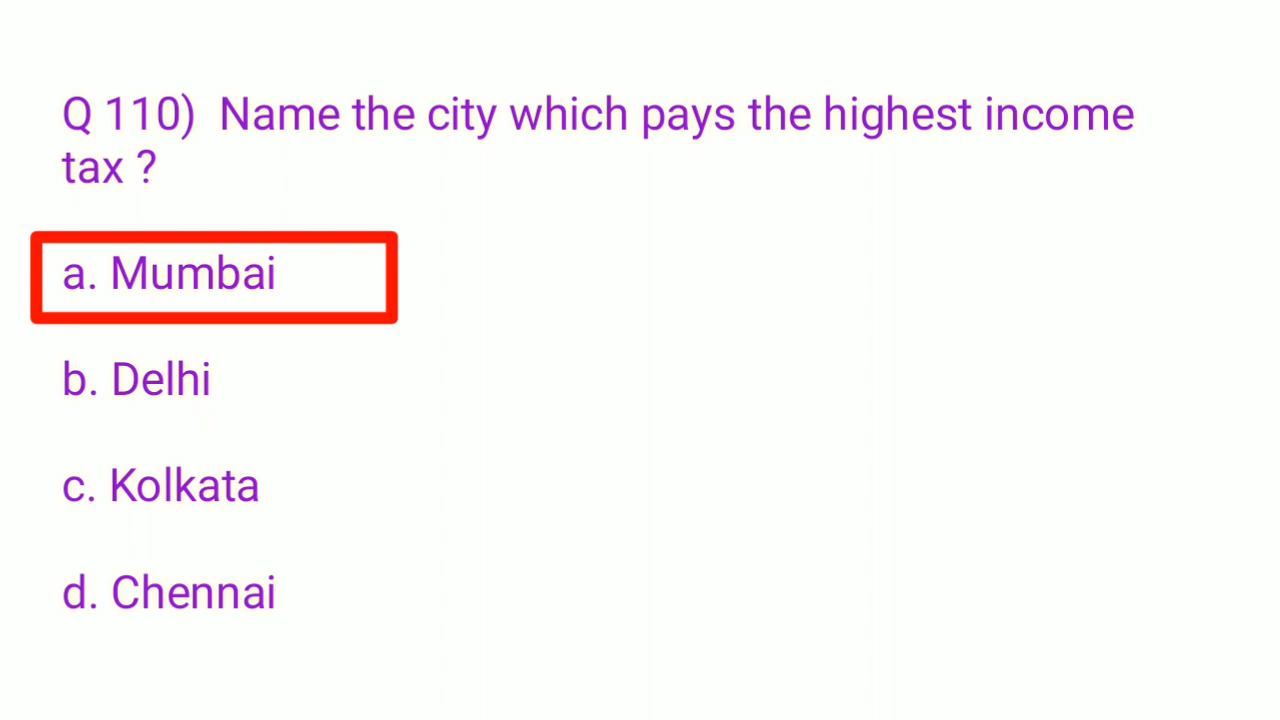 Q 110)  Name the city which pays the highest income
tax ?
a. Mumbai
b. Delhi
c. Kolkata
d. Chennai